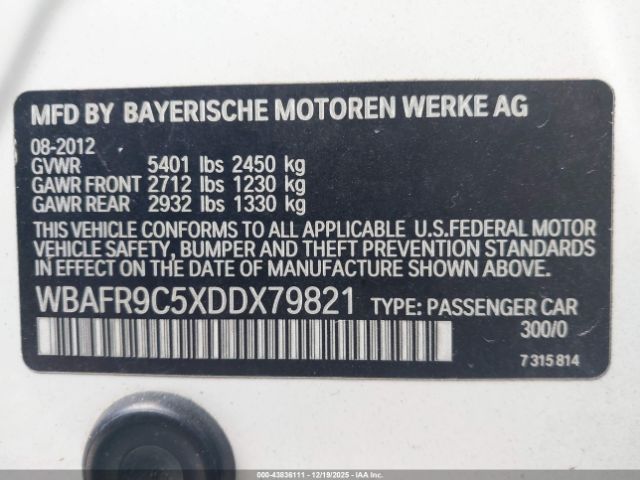 MFD BY BAYERISCHE MOTOREN WERKE AG
08-2012
GVWR 5401 lbs 2450 kg
GAWR FRONT 2712 lbs 1230 kg
GAWR REAR 2932 lbs 1330 kg
THIS VEHICLE CONFORMS TO ALL APPLICABLE U.S.FEDERAL MOTOR
VEHICLE SAFETY, BUMPER AND THEFT PREVENTION STANDARDS
IN EFFECT ON THE DATE OF MANUFACTURE SHOWN ABOVE.
WBAFR9C5XDDX79821 TYPE: PASSENGER CAR
300/0
7 315 814
000-43836111 - 12/19/2025 - IAA Holdings, LLC.